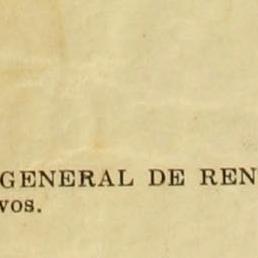 GENERAL DE REN
VOS.